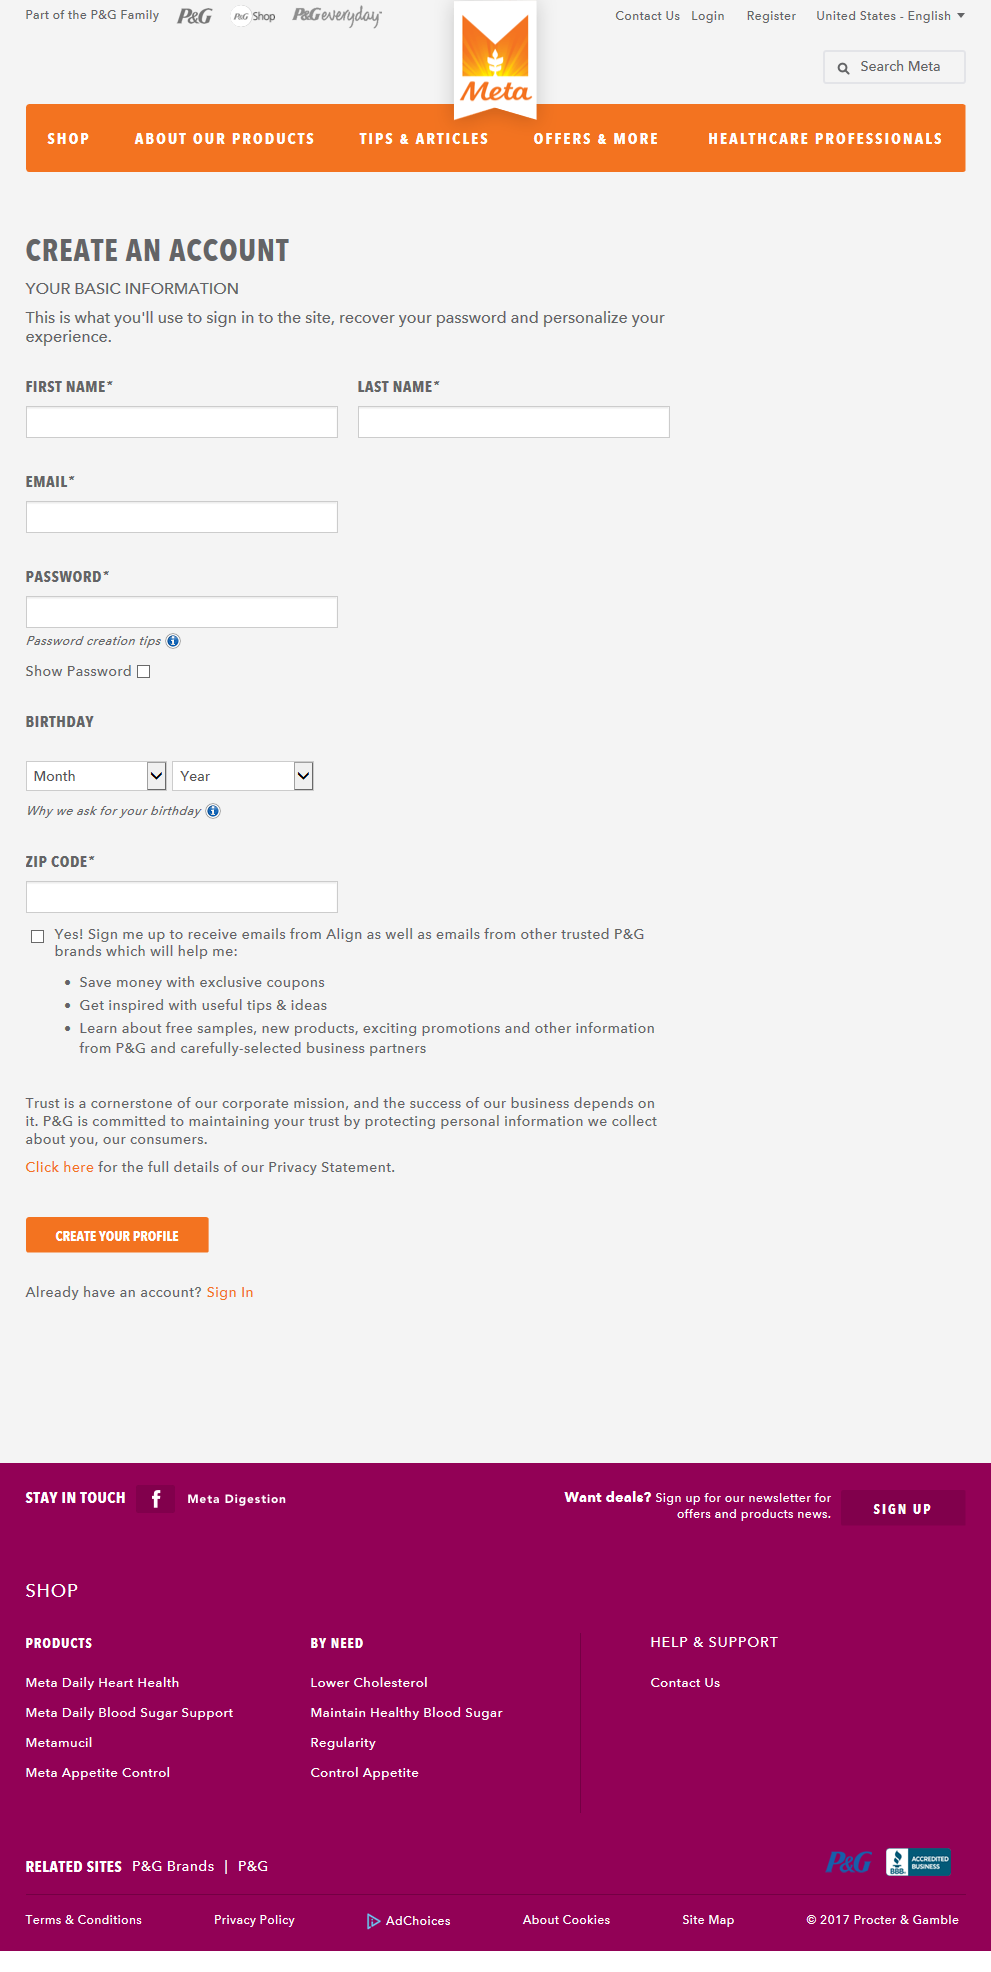 Part of the P&G Family P&G P&G Shop P&G everyday
Contact Us Login Register United States - English
Meta
Search Meta
SHOP ABOUT OUR PRODUCTS TIPS & ARTICLES OFFERS & MORE HEALTHCARE PROFESSIONALS
CREATE AN ACCOUNT
YOUR BASIC INFORMATION
This is what you'll use to sign in to the site, recover your password and personalize your
experience.
FIRST NAME* LAST NAME*
EMAIL*
PASSWORD*
Password creation tips
Show Password
BIRTHDAY
Month Year
Why we ask for your birthday
ZIP CODE*
Yes! Sign me up to receive emails from Align as well as emails from other trusted P&G
brands which will help me:
• Save money with exclusive coupons
• Get inspired with useful tips & ideas
• Learn about free samples, new products, exciting promotions and other information
from P&G and carefully-selected business partners
Trust is a cornerstone of our corporate mission, and the success of our business depends on
it. P&G is committed to maintaining your trust by protecting personal information we collect
about you, our consumers.
Click here for the full details of our Privacy Statement.
CREATE YOUR PROFILE
Already have an account? Sign In
STAY IN TOUCH f Meta Digestion
Want deals? Sign up for our newsletter for
offers and products news.
SIGN UP
SHOP
PRODUCTS BY NEED HELP & SUPPORT
Meta Daily Heart Health Lower Cholesterol Contact Us
Meta Daily Blood Sugar Support Maintain Healthy Blood Sugar
Metamucil Regularity
Meta Appetite Control Control Appetite
RELATED SITES P&G Brands | P&G
P&G BBB. ACCREDITED
BUSINESS
Terms & Conditions Privacy Policy AdChoices About Cookies Site Map © 2017 Procter & Gamble